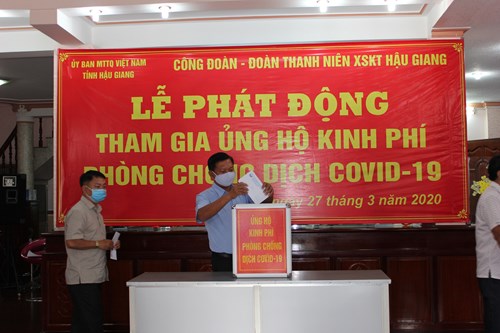 ỦY BAN MTTQ VIỆT NAM
TỈNH HẬU GIANG
CÔNG ĐOÀN - ĐOÀN THANH NIÊN XSKT HẬU GIANG
LỄ PHÁT ĐỘNG
THAM GIA ỦNG HỘ KINH PHÍ
PHÒNG CHỐNG DỊCH COVID-19
ngày 27 tháng 3 năm 2020
ỦNG HỘ
KINH PHÍ
PHÒNG CHỐNG
DỊCH COVID-19